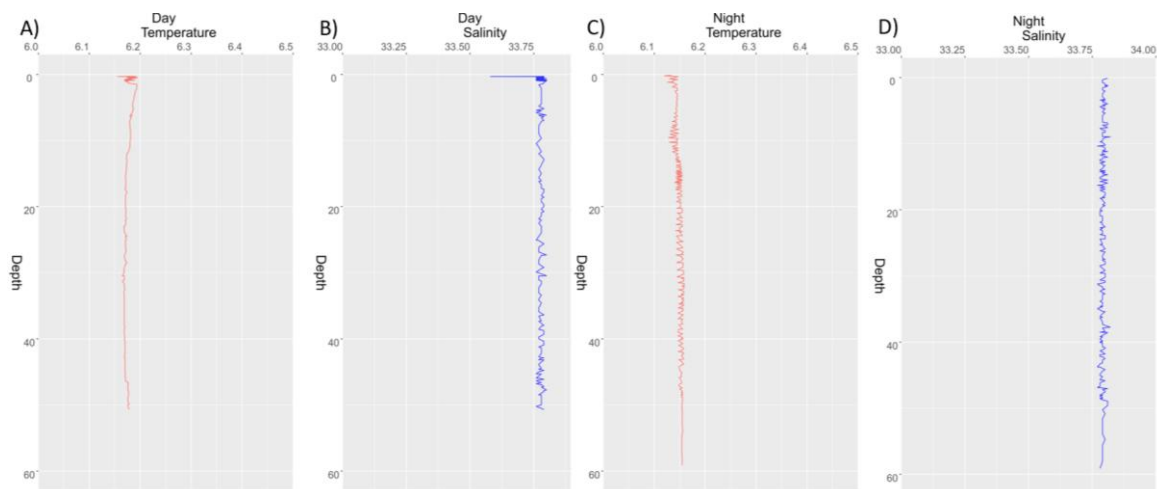 A)
Day
Temperature
6.0 6.1 6.2 6.3 6.4 6.5
0
20
40
60
Depth
B)
Day
Salinity
33.00 33.25 33.50 33.75
0
20
40
60
Depth
C)
Night
Temperature
6.0 6.1 6.2 6.3 6.4 6.5
0
20
40
60
Depth
D)
Night
Salinity
33.00 33.25 33.50 33.75 34.00
0
20
40
60
Depth